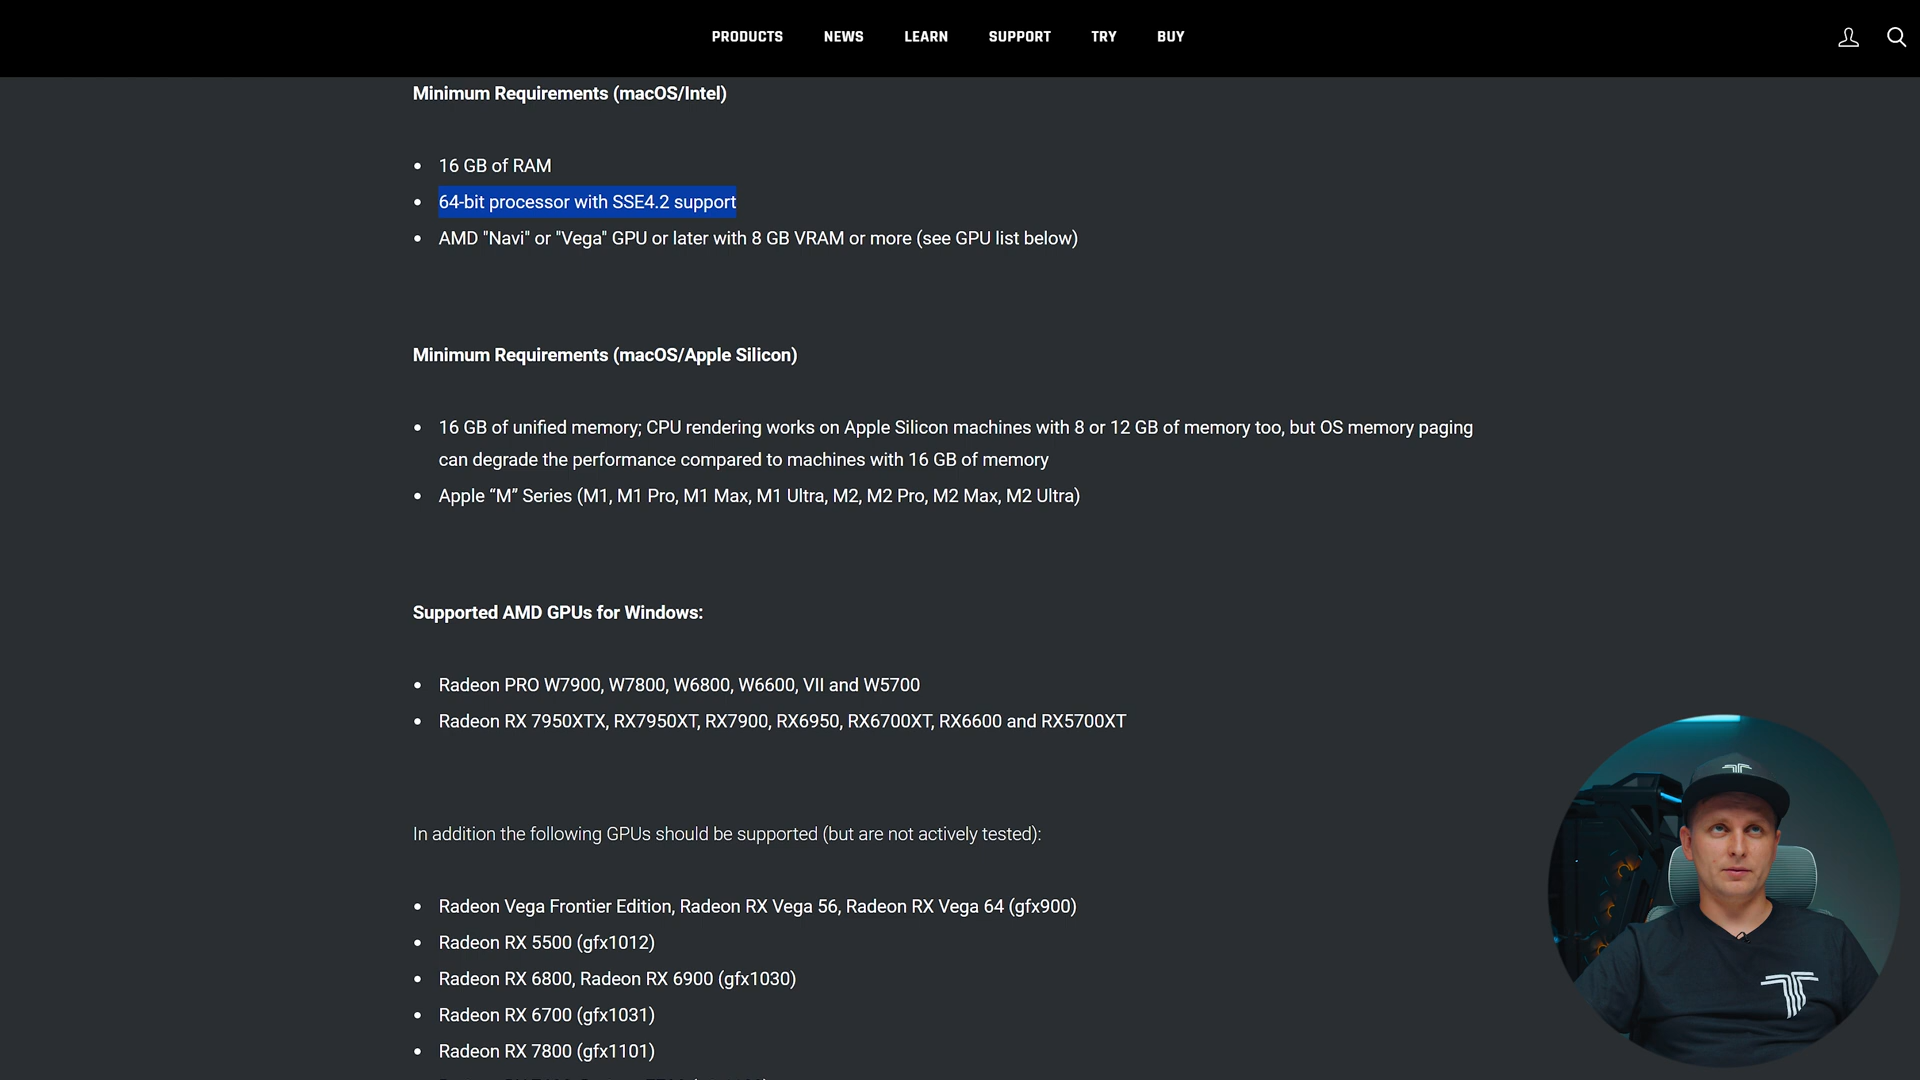 PRODUCTS NEWS LEARN SUPPORT TRY BUY
Minimum Requirements (macOS/Intel)
16 GB of RAM
64-bit processor with SSE4.2 support
AMD "Navi" or "Vega" GPU or later with 8 GB VRAM or more (see GPU list below)
Minimum Requirements (macOS/Apple Silicon)
16 GB of unified memory; CPU rendering works on Apple Silicon machines with 8 or 12 GB of memory too, but OS memory paging
can degrade the performance compared to machines with 16 GB of memory
Apple “M” Series (M1, M1 Pro, M1 Max, M1 Ultra, M2, M2 Pro, M2 Max, M2 Ultra)
Supported AMD GPUs for Windows:
Radeon PRO W7900, W7800, W6800, W6600, VII and W5700
Radeon RX 7950XTX, RX7950XT, RX7900, RX6950, RX6700XT, RX6600 and RX5700XT
In addition the following GPUs should be supported (but are not actively tested):
Radeon Vega Frontier Edition, Radeon RX Vega 56, Radeon RX Vega 64 (gfx900)
Radeon RX 5500 (gfx1012)
Radeon RX 6800, Radeon RX 6900 (gfx1030)
Radeon RX 6700 (gfx1031)
Radeon RX 7800 (gfx1101)